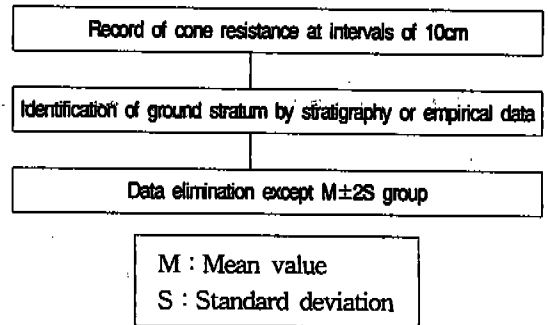 Record of cone resistance at intervals of 10cm
Identification of ground stratum by stratigraphy or empirical data
Data elimination except M±2S group
M : Mean value
S : Standard deviation